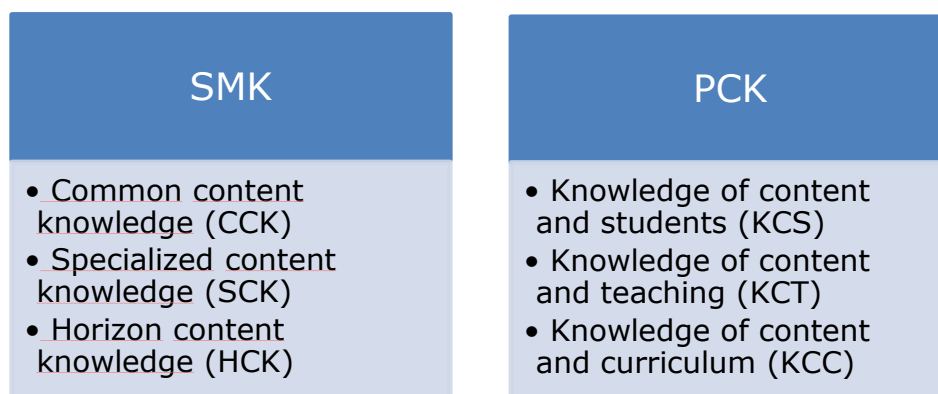 SMK
• Common content
knowledge (CCK)
• Specialized content
knowledge (SCK)
• Horizon content
knowledge (HCK)
PCK
• Knowledge of content
and students (KCS)
• Knowledge of content
and teaching (KCT)
• Knowledge of content
and curriculum (KCC)